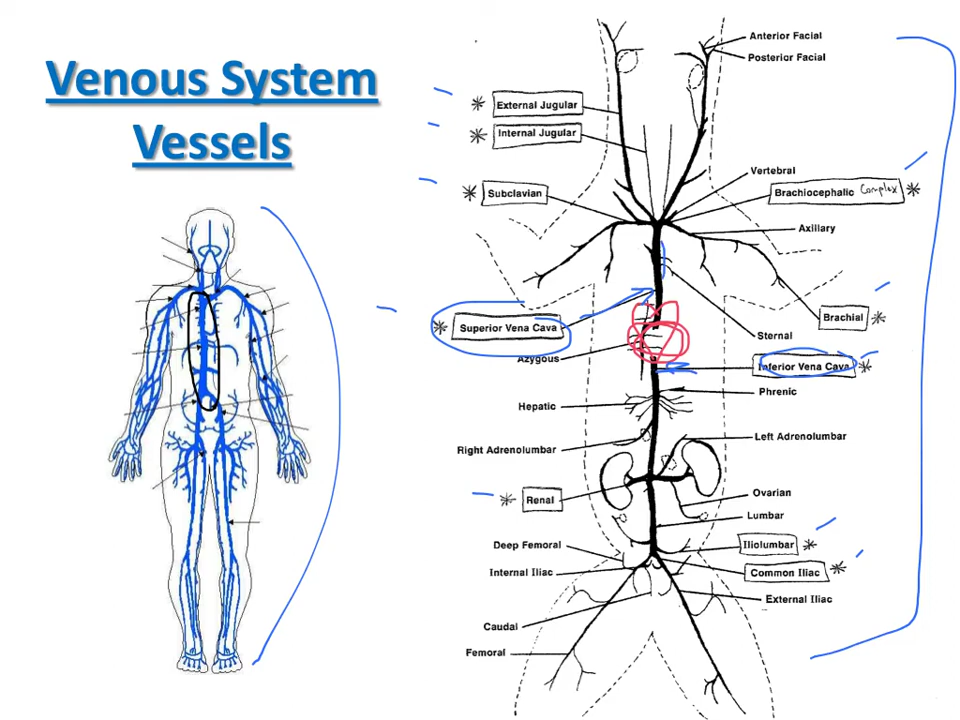 Venous System
Vessels
Anterior Facial
Posterior Facial
* External Jugular
* Internal Jugular
Vertebral
* Subclavian
Brachiocephalic Complex *
Axillary
* Superior Vena Cava
Brachial *
Sternal
Azygous
Inferior Vena Cava *
Phrenic
Hepatic
Right Adrenolumbar
Left Adrenolumbar
* Renal
Ovarian
Lumbar
Deep Femoral
Iliolumbar *
Internal Iliac
Common Iliac *
External Iliac
Caudal
Femoral